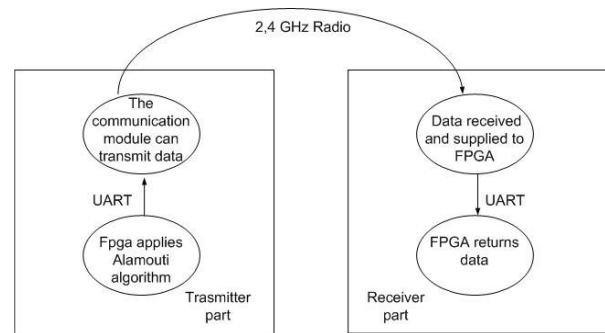 2,4 GHz Radio
The
communication
module can
transmit data
UART
Fpga applies
Alamouti
algorithm
Trasmitter
part
Data received
and supplied to
FPGA
UART
FPGA returns
data
Receiver
part